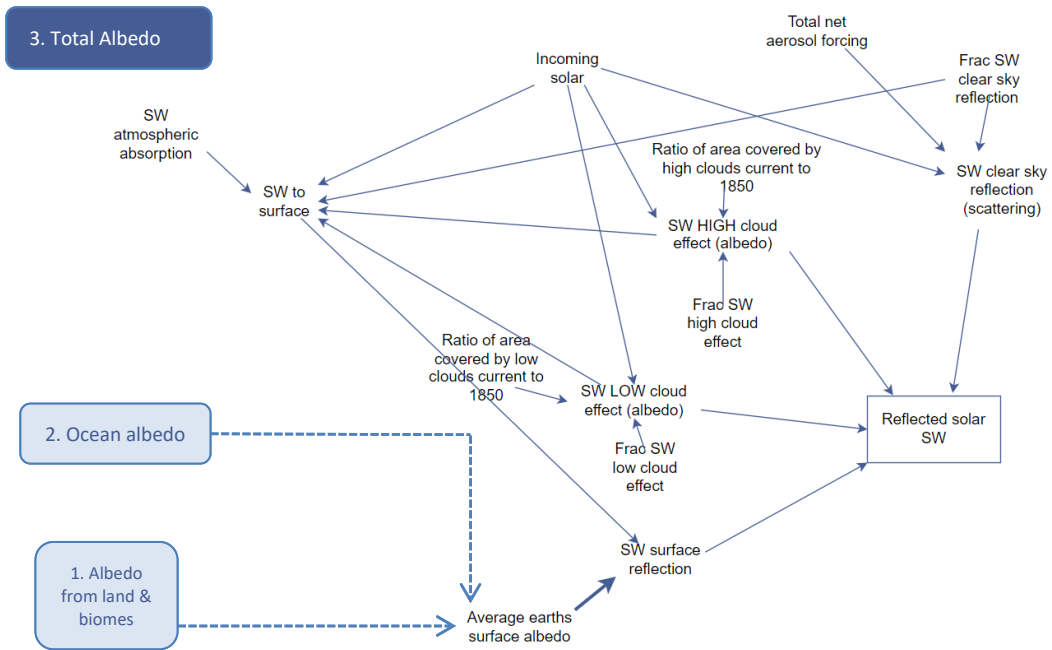 3. Total Albedo
Total net
aerosol forcing
Incoming
solar
Frac SW
clear sky
reflection
SW
atmospheric
absorption
Ratio of area covered by
high clouds current to
1850
SW clear sky
reflection
(scattering)
SW to
surface
SW HIGH cloud
effect (albedo)
Frac SW
high cloud
effect
Ratio of area
covered by low
clouds current to
1850
SW LOW cloud
effect (albedo)
Reflected solar
SW
2. Ocean albedo
Frac SW
low cloud
effect
SW surface
reflection
1. Albedo
from land &
biomes
Average earths
surface albedo